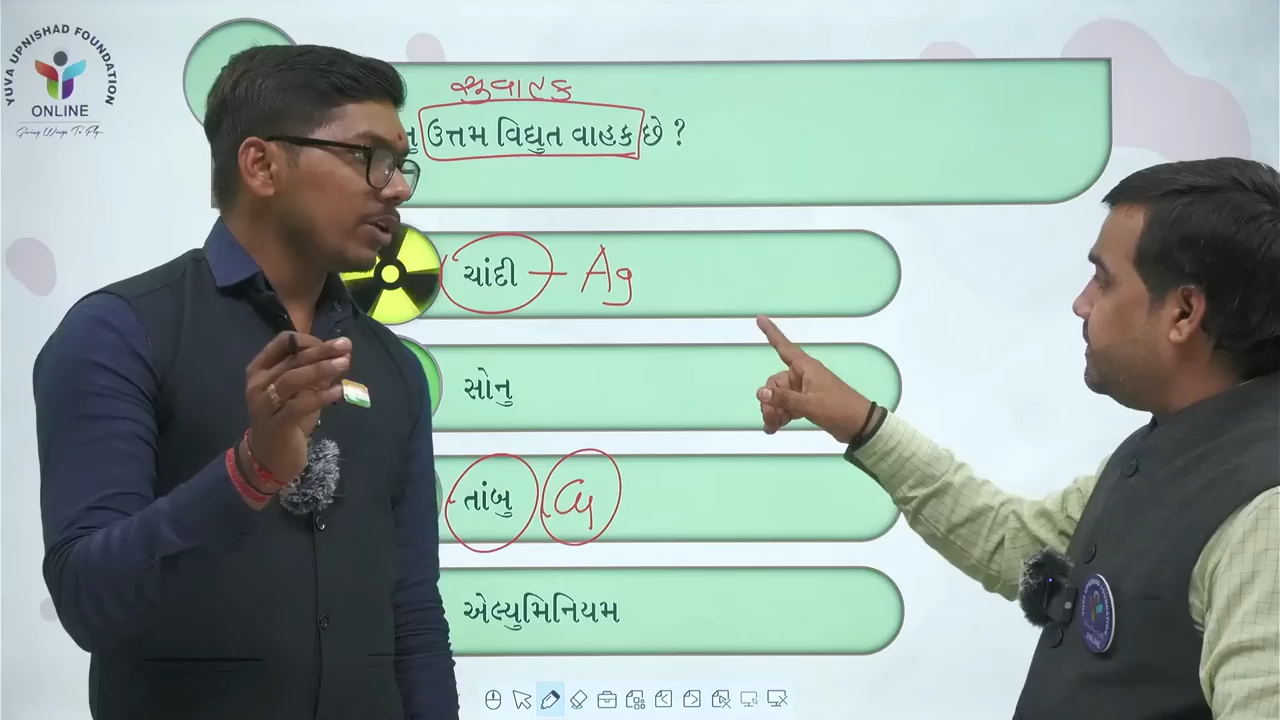 YUVA UPNISHAD FOUNDATION
ONLINE
Giving Wings To Fly
સુવાહક
ઉત્તમ વિદ્યુત વાહક છે ?
ચાંદી - Ag
સોનુ
તાંબુ Cu
એલ્યુમિનિયમ